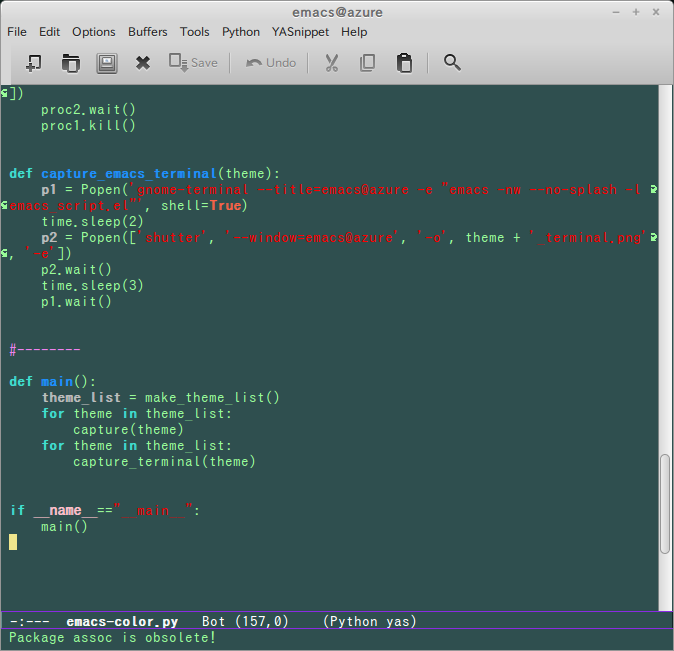 emacs@azure
File Edit Options Buffers Tools Python YASnippet Help
Save Undo
])
    proc2.wait()
    proc1.kill()
def capture_emacs_terminal(theme):
    p1 = Popen('gnome-terminal --title=emacs@azure -e "emacs -nw --no-splash -l
emacs_script.el"', shell=True)
    time.sleep(2)
    p2 = Popen(['shutter', '--window=emacs@azure', '-o', theme + '_terminal.png'
, '-e'])
    p2.wait()
    time.sleep(3)
    p1.wait()
#--------
def main():
    theme_list = make_theme_list()
    for theme in theme_list:
        capture(theme)
    for theme in theme_list:
        capture_terminal(theme)
if __name__=="__main__":
    main()
-:--- emacs-color.py Bot (157,0) (Python yas)
Package assoc is obsolete!